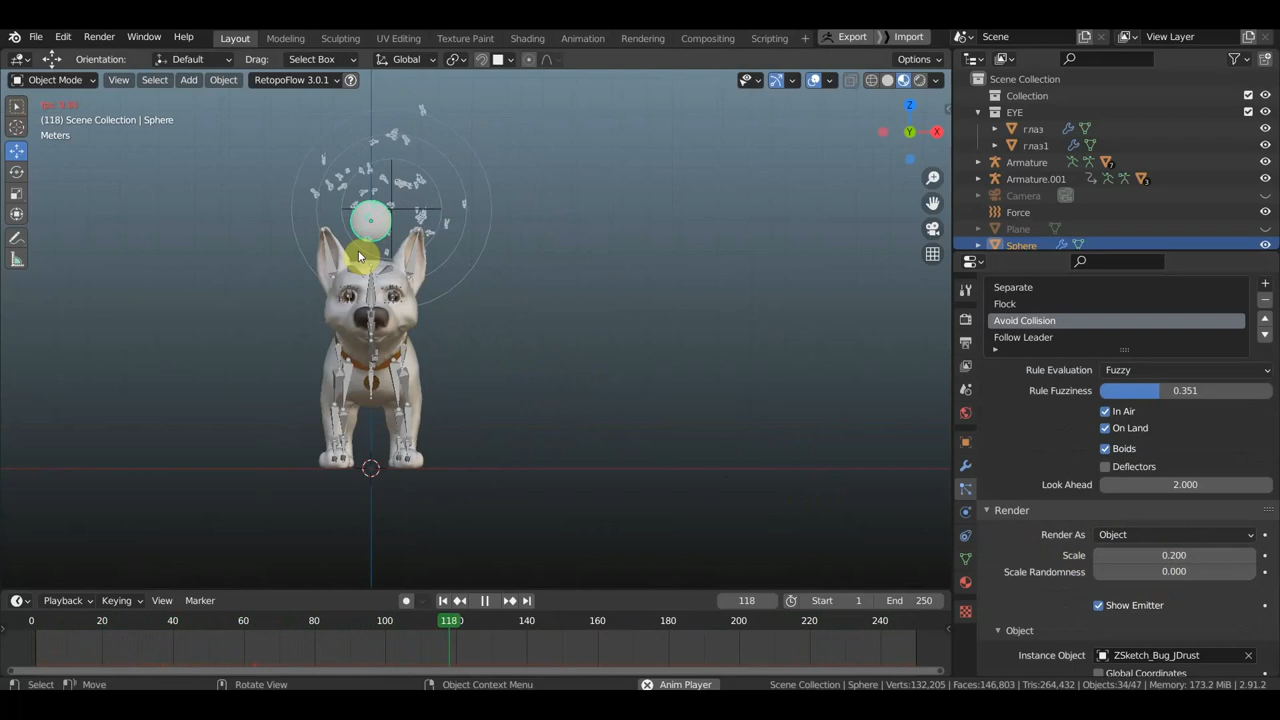 File Edit Render Window Help Layout Modeling Sculpting UV Editing Texture Paint Shading Animation Rendering Compositing Scripting + Export Import Scene View Layer
Orientation: Default Drag: Select Box Global Options
Object Mode View Select Add Object RetopoFlow 3.0.1
(118) Scene Collection | Sphere
Meters
Z
Y
X
Scene Collection
Collection
EYE
глаз
глаз1
Armature
7
Armature.001
3
Camera
Force
Plane
Sphere
Separate
Flock
Avoid Collision
Follow Leader
Rule Evaluation Fuzzy
Rule Fuzziness 0.351
In Air
On Land
Boids
Deflectors
Look Ahead 2.000
Render
Render As Object
Scale 0.200
Scale Randomness 0.000
Show Emitter
Object
Instance Object ZSketch_Bug_JDrust
Global Coordinates
Playback Keying View Marker 118 Start 1 End 250
0 20 40 60 80 100 118 140 160 180 200 220 240
Select Move Rotate View Object Context Menu Anim Player Scene Collection | Sphere | Verts:132,205 | Faces:146,803 | Tris:264,432 | Objects:34/47 | Memory: 173.2 MiB | 2.91.2